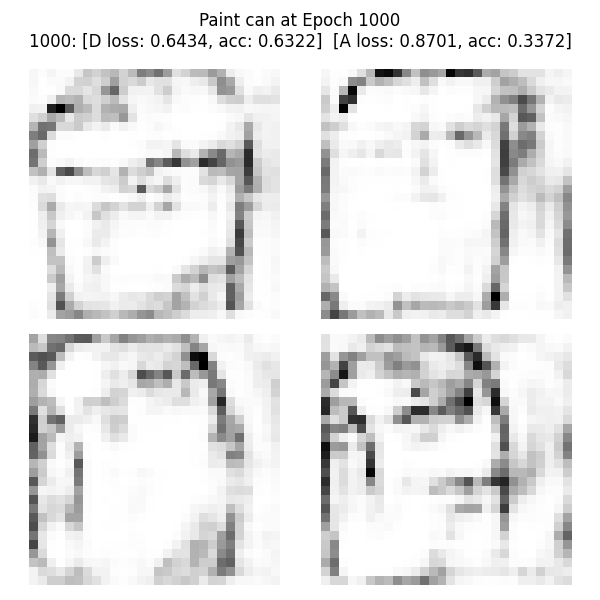 Paint can at Epoch 1000
1000: [D loss: 0.6434, acc: 0.6322]  [A loss: 0.8701, acc: 0.3372]